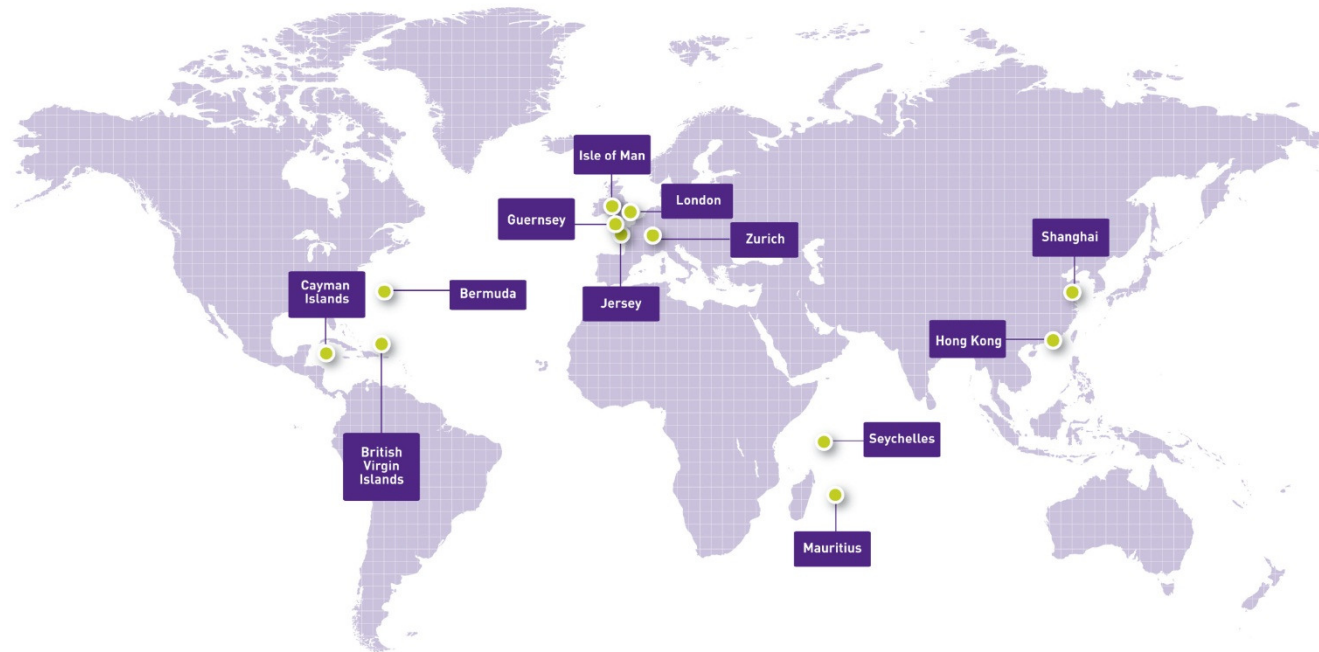 Isle of Man
London
Guernsey
Zurich
Shanghai
Cayman
Islands
Bermuda
Jersey
Hong Kong
Seychelles
British
Virgin
Islands
Mauritius